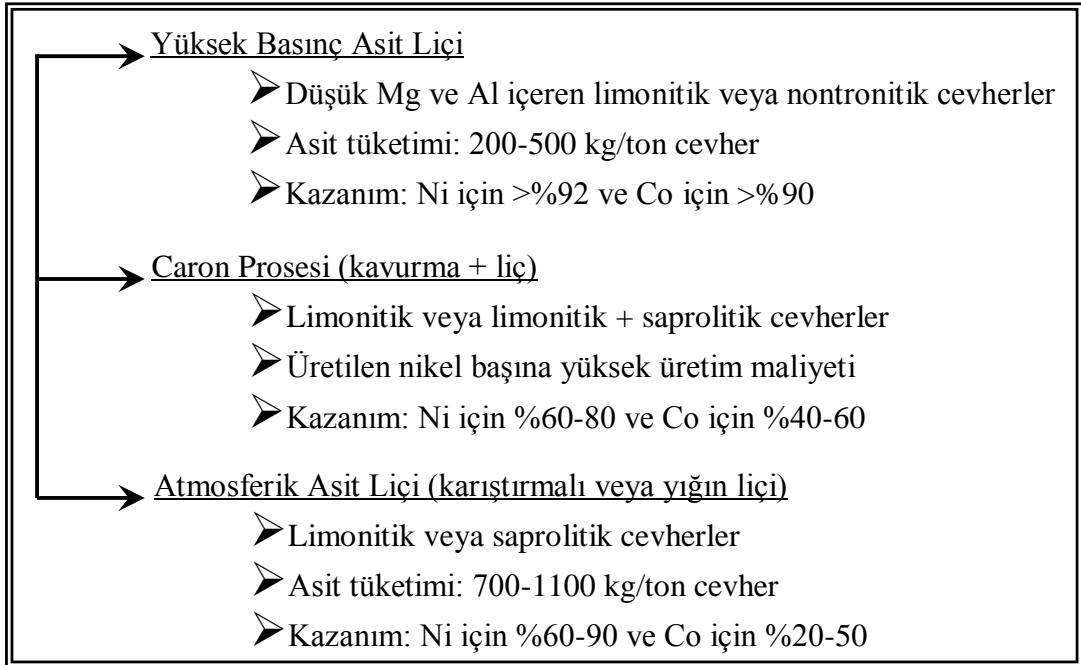 Yüksek Basınç Asit Liçi
➢Düşük Mg ve Al içeren limonitik veya nontronitik cevherler
➢Asit tüketimi: 200-500 kg/ton cevher
➢Kazanım: Ni için >%92 ve Co için >%90
Caron Prosesi (kavurma + liç)
➢Limonitik veya limonitik + saprolitik cevherler
➢Üretilen nikel başına yüksek üretim maliyeti
➢Kazanım: Ni için %60-80 ve Co için %40-60
Atmosferik Asit Liçi (karıştırmalı veya yığın liçi)
➢Limonitik veya saprolitik cevherler
➢Asit tüketimi: 700-1100 kg/ton cevher
➢Kazanım: Ni için %60-90 ve Co için %20-50